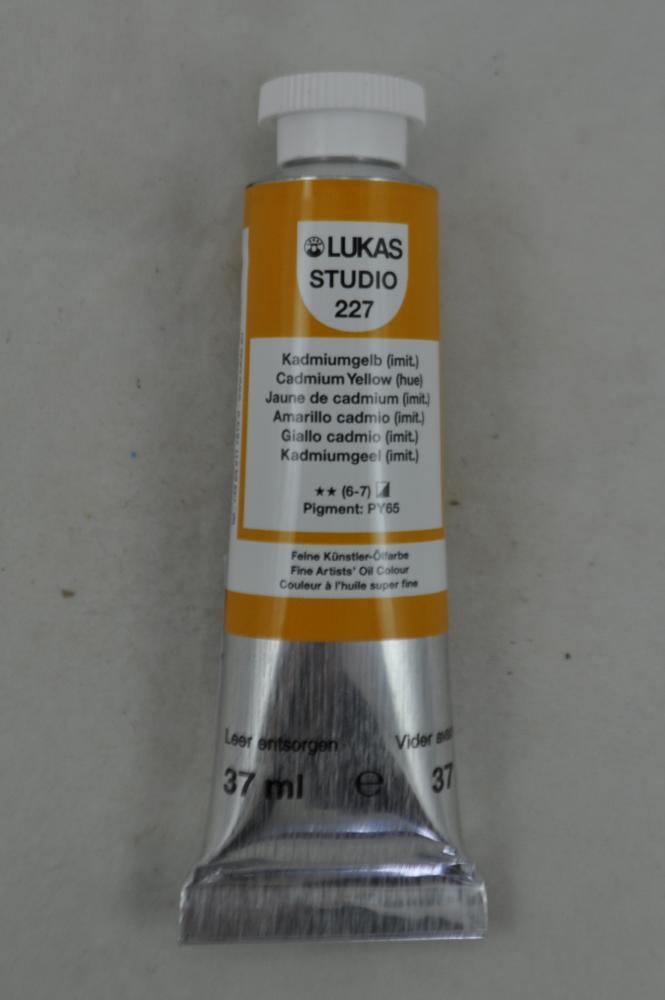 LUKAS
STUDIO
227
Kadmiumgelb (imit.)
Cadmium Yellow (hue)
Jaune de cadmium (imit.)
Amarillo cadmio (imit.)
Giallo cadmio (imit.)
Kadmiumgeel (imit.)
★★ (6-7)
Pigment: PY65
Feine Künstler-Ölfarbe
Fine Artists' Oil Colour
Couleur à l'huile super fine
Leer entsorgen Vider
37 ml e 37